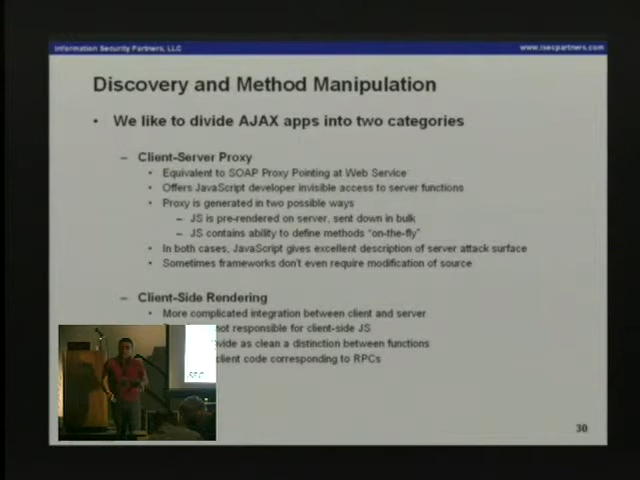 Information Security Partners, LLC
www.isecpartners.com
Discovery and Method Manipulation
• We like to divide AJAX apps into two categories
– Client-Server Proxy
• Equivalent to SOAP Proxy Pointing at Web Service
• Offers JavaScript developer invisible access to server functions
• Proxy is generated in two possible ways
– JS is pre-rendered on server, sent down in bulk
– JS contains ability to define methods "on-the-fly"
• In both cases, JavaScript gives excellent description of server attack surface
• Sometimes frameworks don't even require modification of source
– Client-Side Rendering
• More complicated integration between client and server
not responsible for client-side JS
as clean a distinction between functions
client code corresponding to RPCs
30